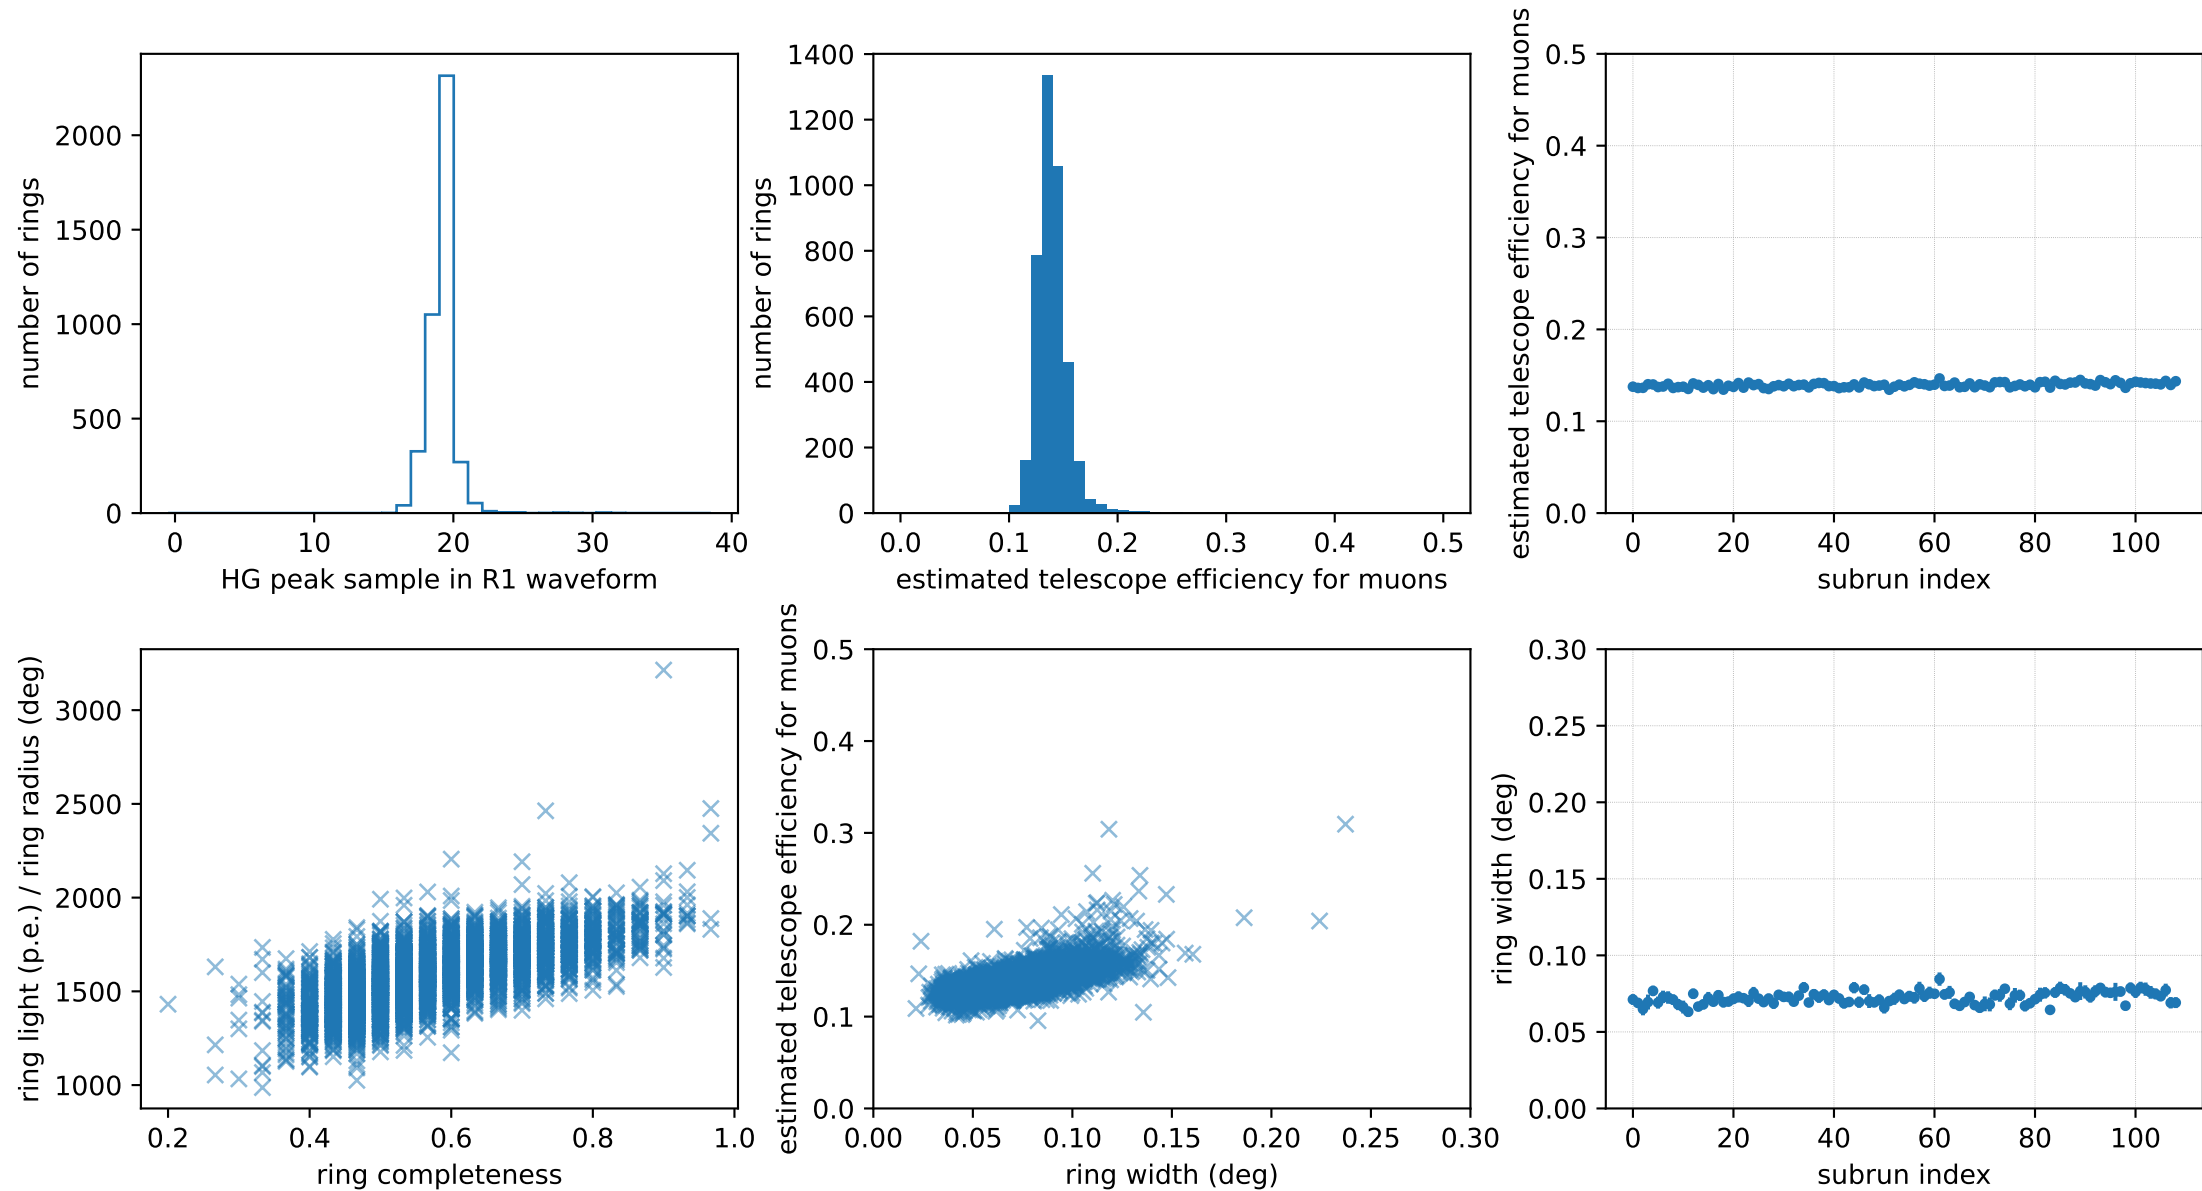 number of rings
2000
1500
1000
500
0
0 10 20 30 40
HG peak sample in R1 waveform
number of rings
1400
1200
1000
800
600
400
200
0
0.0 0.1 0.2 0.3 0.4 0.5
estimated telescope efficiency for muons
estimated telescope efficiency for muons
0.5
0.4
0.3
0.2
0.1
0.0
0 20 40 60 80 100
subrun index
ring light (p.e.) / ring radius (deg)
3000
2500
2000
1500
1000
0.2 0.4 0.6 0.8 1.0
ring completeness
estimated telescope efficiency for muons
0.5
0.4
0.3
0.2
0.1
0.0
0.00 0.05 0.10 0.15 0.20 0.25 0.30
ring width (deg)
ring width (deg)
0.30
0.25
0.20
0.15
0.10
0.05
0.00
0 20 40 60 80 100
subrun index